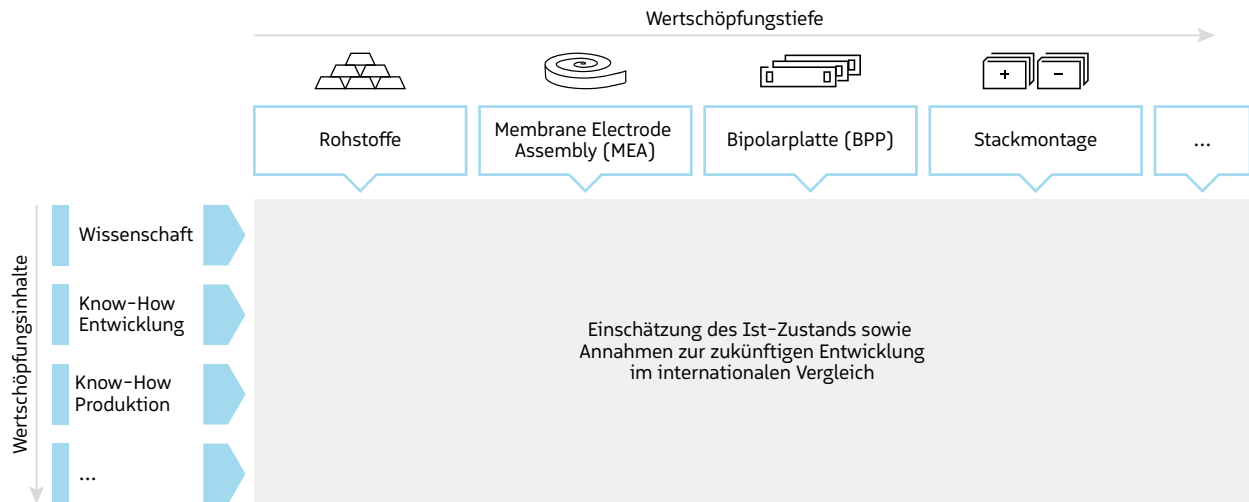 Wertschöpfungstiefe
+
−
Rohstoffe
Membrane Electrode
Assembly (MEA)
Bipolarplatte (BPP)
Stackmontage
...
Wertschöpfungsinhalte
Wissenschaft
Know-How
Entwicklung
Know-How
Produktion
...
Einschätzung des Ist-Zustands sowie
Annahmen zur zukünftigen Entwicklung
im internationalen Vergleich